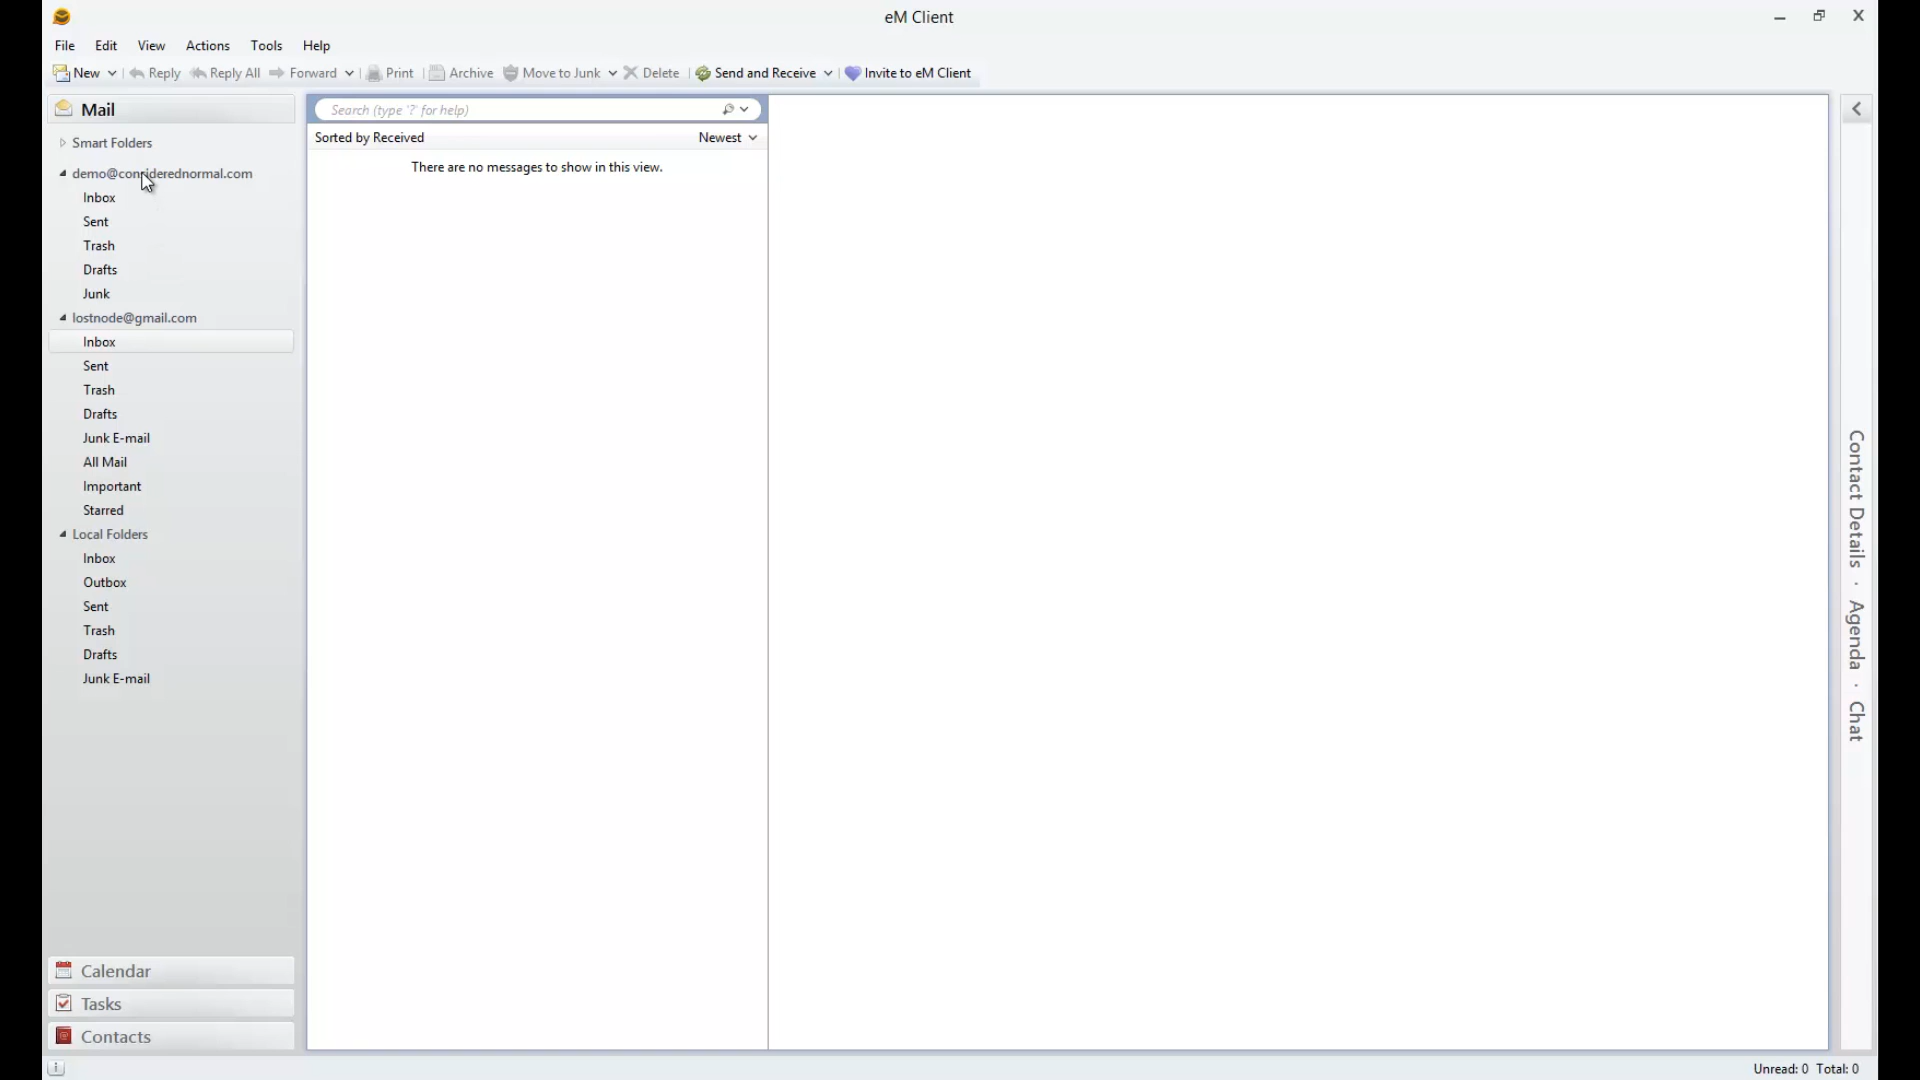 eM Client
File Edit View Actions Tools Help
New Reply Reply All Forward Print Archive Move to Junk Delete Send and Receive Invite to eM Client
Mail
Smart Folders
demo@considerednormal.com
Inbox
Sent
Trash
Drafts
Junk
lostnode@gmail.com
Inbox
Sent
Trash
Drafts
Junk E-mail
All Mail
Important
Starred
Local Folders
Inbox
Outbox
Sent
Trash
Drafts
Junk E-mail
Calendar
Tasks
Contacts
Search (type '?' for help)
Sorted by Received Newest
There are no messages to show in this view.
Contact Details · Agenda · Chat
Unread: 0 Total: 0